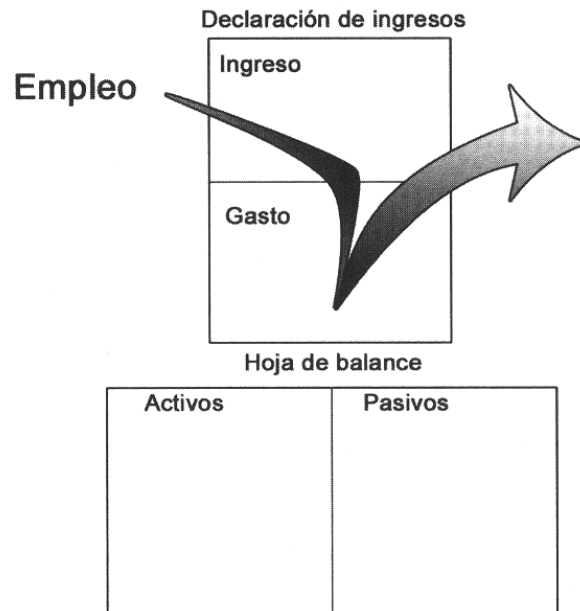 Declaración de ingresos
Ingreso
Empleo
Gasto
Hoja de balance
Activos
Pasivos